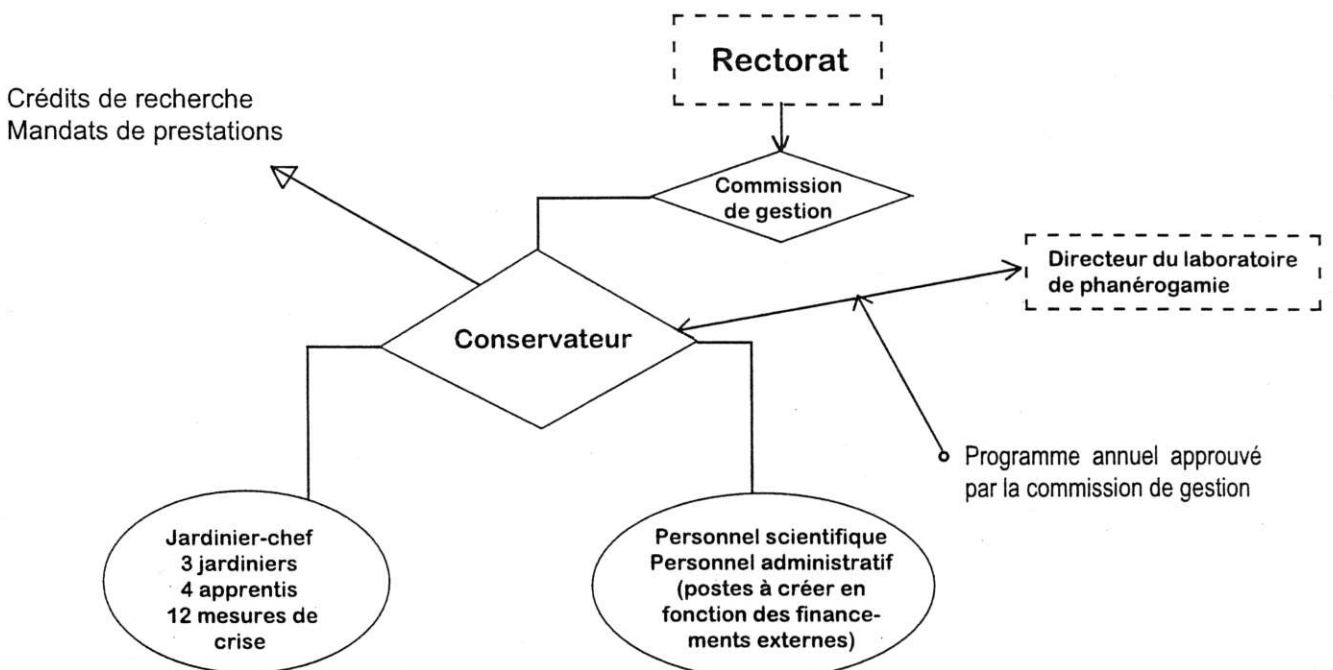 Rectorat
Crédits de recherche
Mandats de prestations
Commission
de gestion
Directeur du laboratoire
de phanérogamie
Conservateur
Programme annuel approuvé
par la commission de gestion
Jardinier-chef
3 jardiniers
4 apprentis
12 mesures de
crise
Personnel scientifique
Personnel administratif
(postes à créer en
fonction des finance-
ments externes)